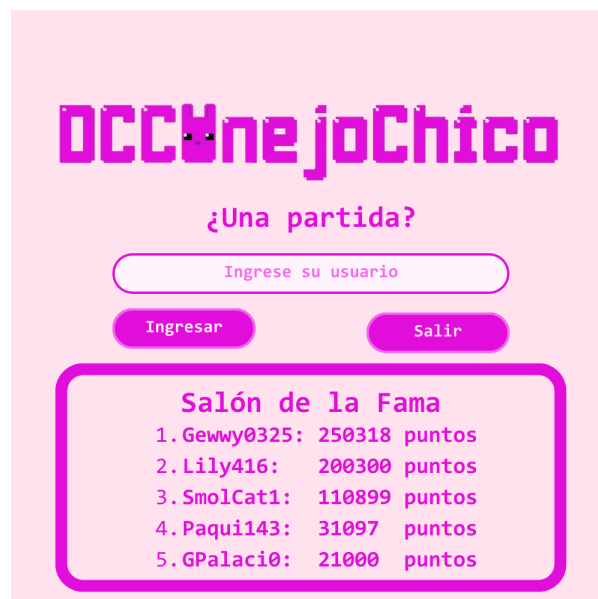 DCCUnejoChico
¿Una partida?
Ingrese su usuario
Ingresar
Salir
Salón de la Fama
1. Gewwy0325: 250318 puntos
2. Lily416: 200300 puntos
3. SmolCat1: 110899 puntos
4. Paqui143: 31097 puntos
5. GPalaci0: 21000 puntos